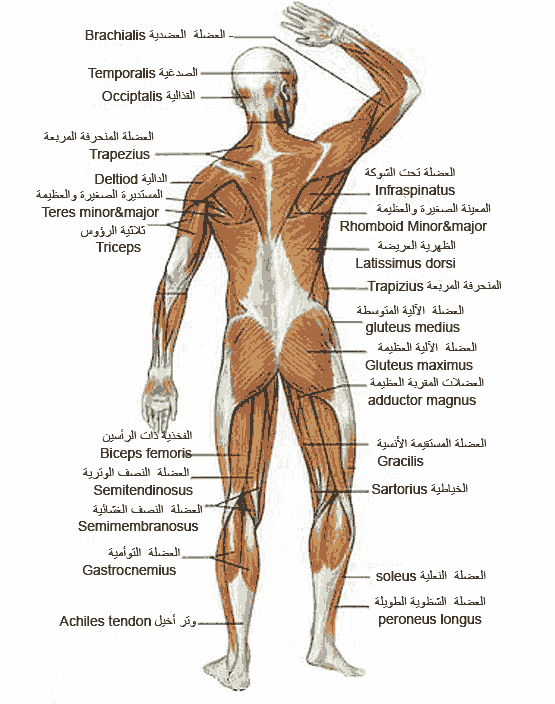 Brachialis العضلة العضدية
Temporalis الصدغية
Occiptalis القذالية
العضلة المنحرفة المربعة
Trapezius
Deltiod الدالية
المستديرة الصغيرة والعظيمة
Teres minor&major
ثلاثية الرؤوس
Triceps
العضلة تحت الشوكة
Infraspinatus
المعينة الصغيرة والعظيمة
Rhomboid Minor&major
الظهرية العريضة
Latissimus dorsi
Trapizius المنحرفة المربعة
العضلة الآلية المتوسطة
gluteus medius
العضلة الآلية العظيمة
Gluteus maximus
العضلات المقربة العظيمة
adductor magnus
الفخذية ذات الرأسين
Biceps femoris
العضلة النصف الوترية
Semitendinosus
العضلة النصف الغشائية
Semimembranosus
العضلة التوأمية
Gastrocnemius
Achiles tendon وتر أخيل
العضلة المستقيمة الأنسية
Gracilis
Sartorius الخياطية
soleus العضلة النعلية
العضلة الشظوية الطويلة
peroneus longus